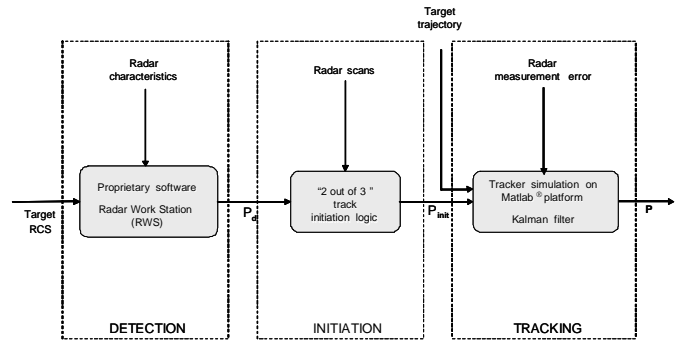 Target
trajectory
Radar
characteristics
Radar scans
Radar
measurement error
Proprietary software
Radar Work Station
(RWS)
"2 out of 3 "
track
initiation logic
Tracker simulation on
Matlab ® platform
Kalman filter
Target
RCS
Pd
Pinit
P
DETECTION
INITIATION
TRACKING